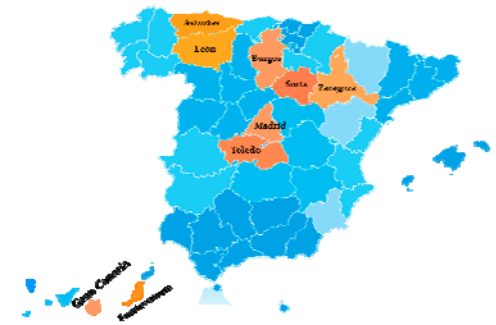 Asturias
León
Burgos
Soria
Zaragoza
Madrid
Toledo
Gran Canaria
Fuerteventura